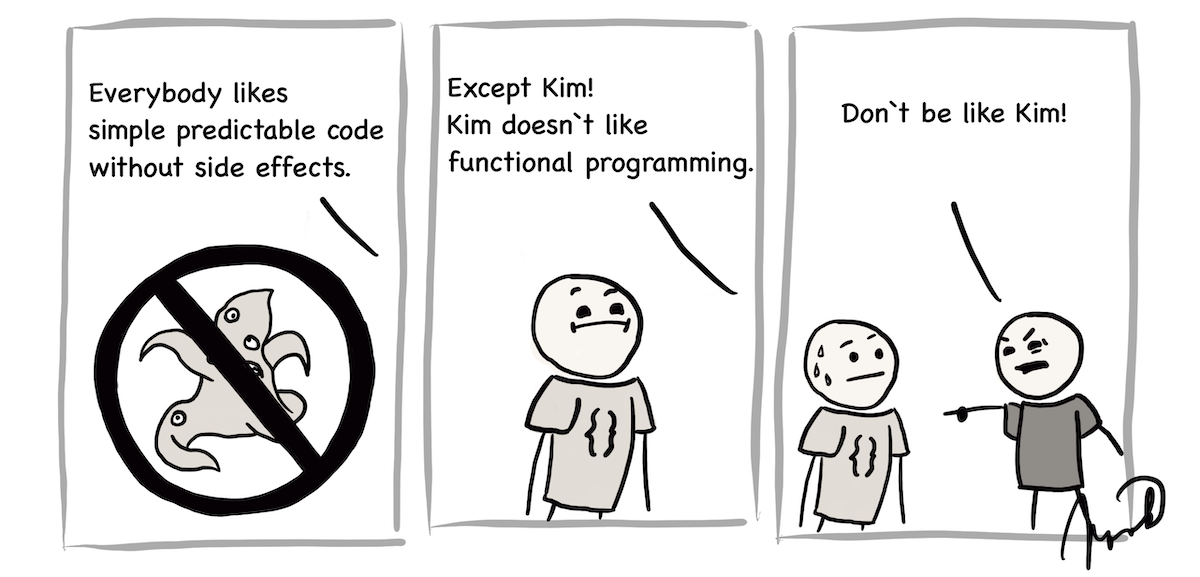 Everybody likes
simple predictable code
without side effects.
Except Kim!
Kim doesn`t like
functional programming.
{}
Don`t be like Kim!
{}